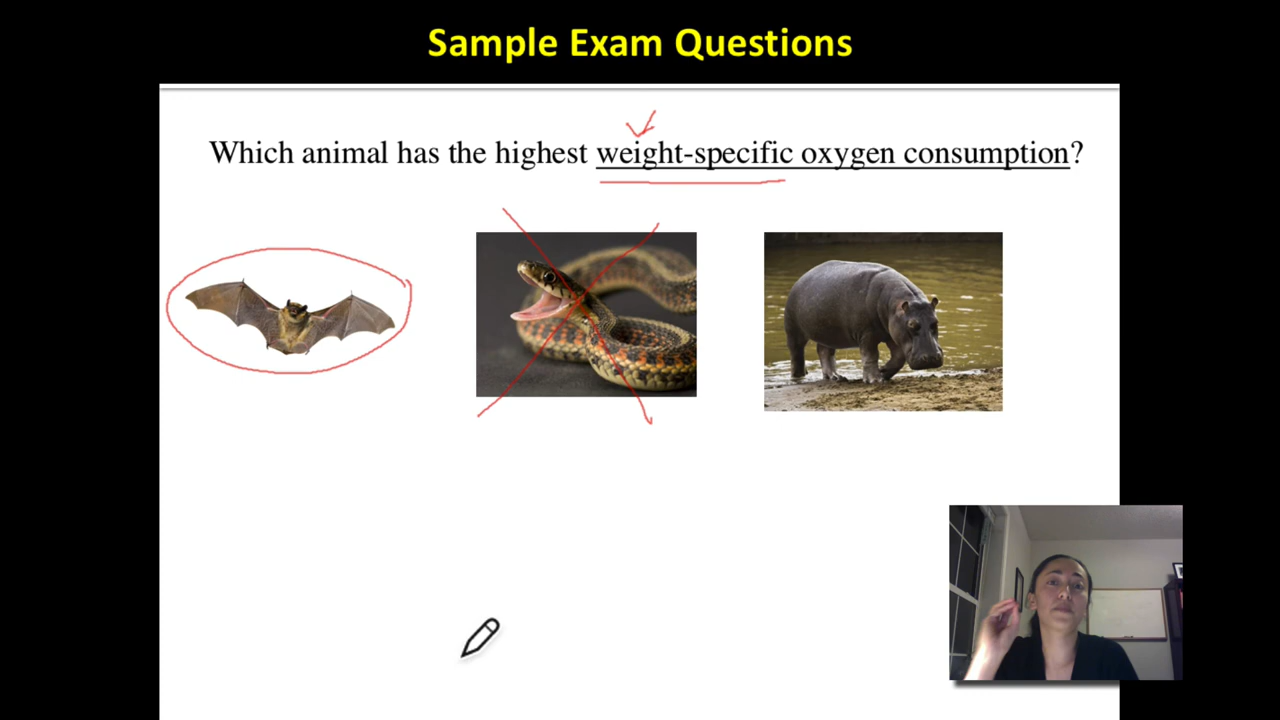 Sample Exam Questions
Which animal has the highest weight-specific oxygen consumption?